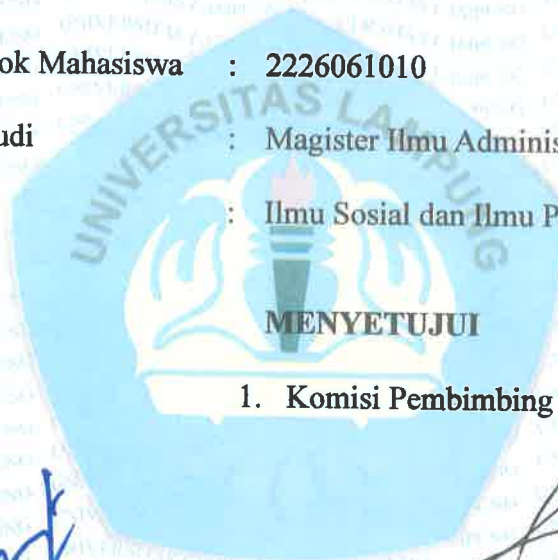 ok Mahasiswa : 2226061010
udi : Magister Ilmu Adminis
: Ilmu Sosial dan Ilmu P
UNIVERSITAS LAMPUNG
MENYETUJUI
1. Komisi Pembimbing